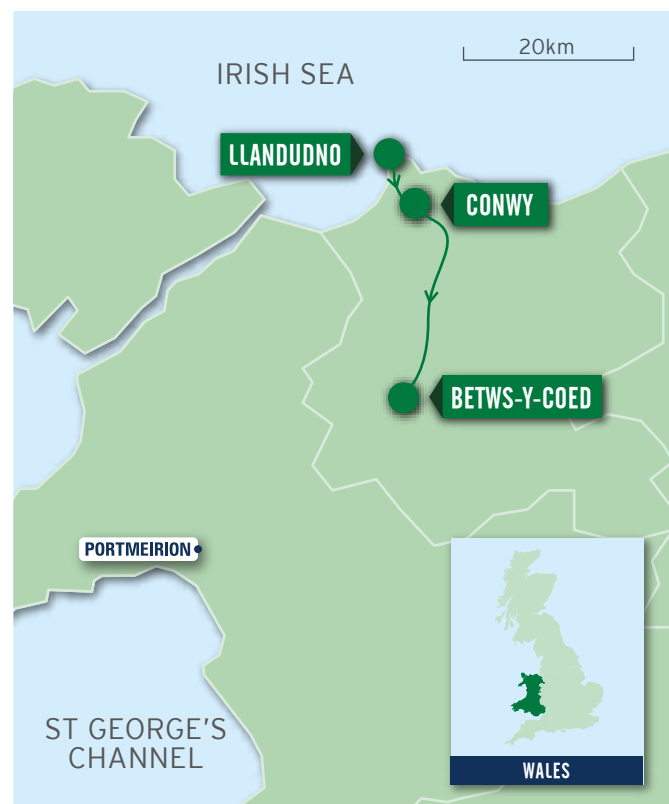 20km
IRISH SEA
LLANDUDNO
CONWY
BETWS-Y-COED
PORTMEIRION
ST GEORGE'S
CHANNEL
WALES